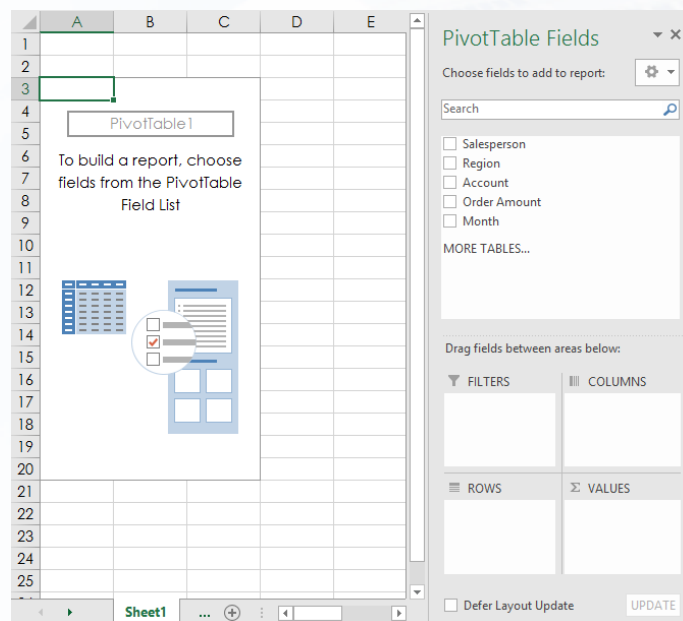 A B C D E
1
2
3
4
5
6
7
8
9
10
11
12
13
14
15
16
17
18
19
20
21
22
23
24
25
PivotTable1
To build a report, choose
fields from the PivotTable
Field List
Sheet1 ...
PivotTable Fields
Choose fields to add to report:
Search
Salesperson
Region
Account
Order Amount
Month
MORE TABLES...
Drag fields between areas below:
FILTERS
COLUMNS
ROWS
Σ VALUES
Defer Layout Update
UPDATE